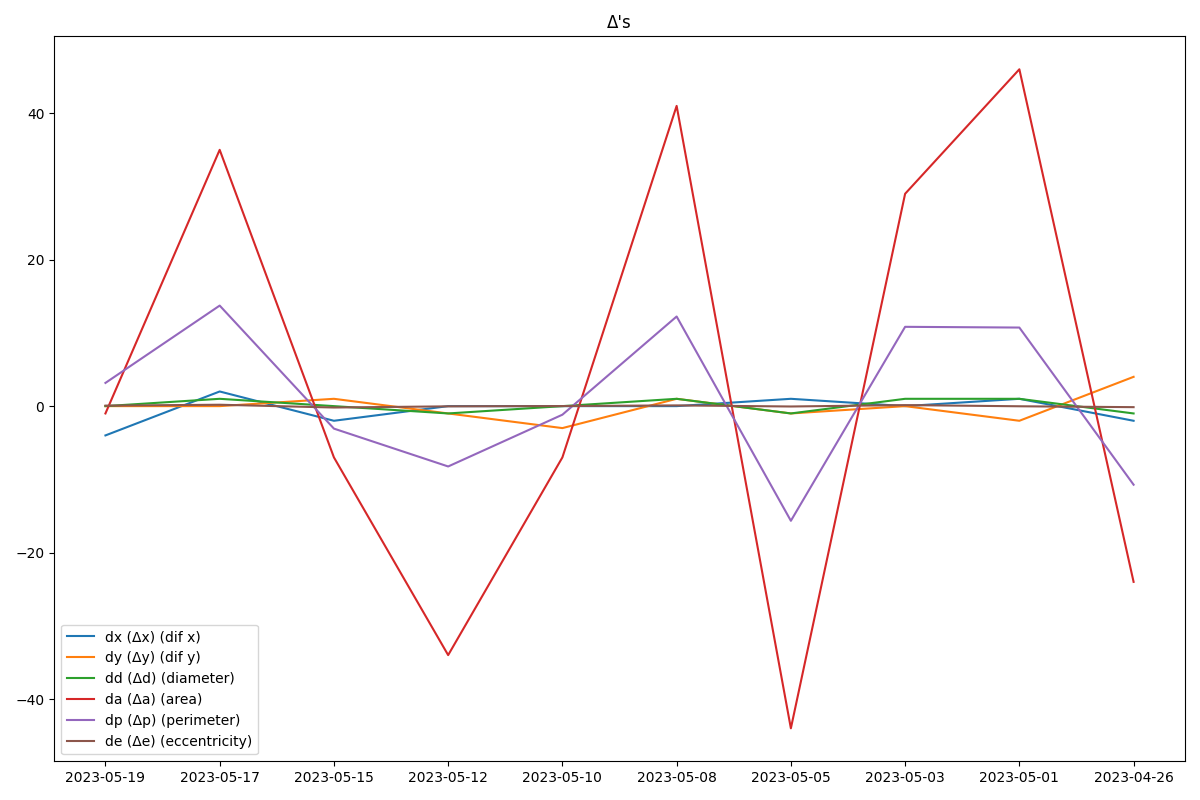 Δ's
40
20
0
−20
−40
dx (Δx) (dif x)
dy (Δy) (dif y)
dd (Δd) (diameter)
da (Δa) (area)
dp (Δp) (perimeter)
de (Δe) (eccentricity)
2023-05-19 2023-05-17 2023-05-15 2023-05-12 2023-05-10 2023-05-08 2023-05-05 2023-05-03 2023-05-01 2023-04-26